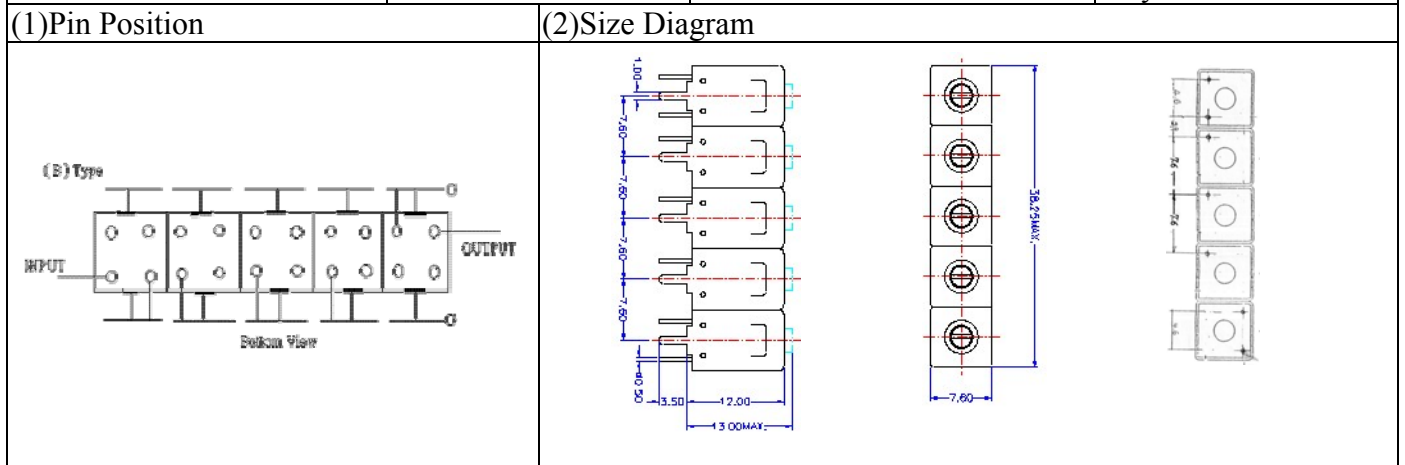 (1)Pin Position
(2)Size Diagram
(B) Type
INPUT
OUTPUT
Bottom View
1.00
7.60
7.60
7.60
7.60
ø0.50
3.50
12.00
13.00MAX.
38.25MAX.
7.60